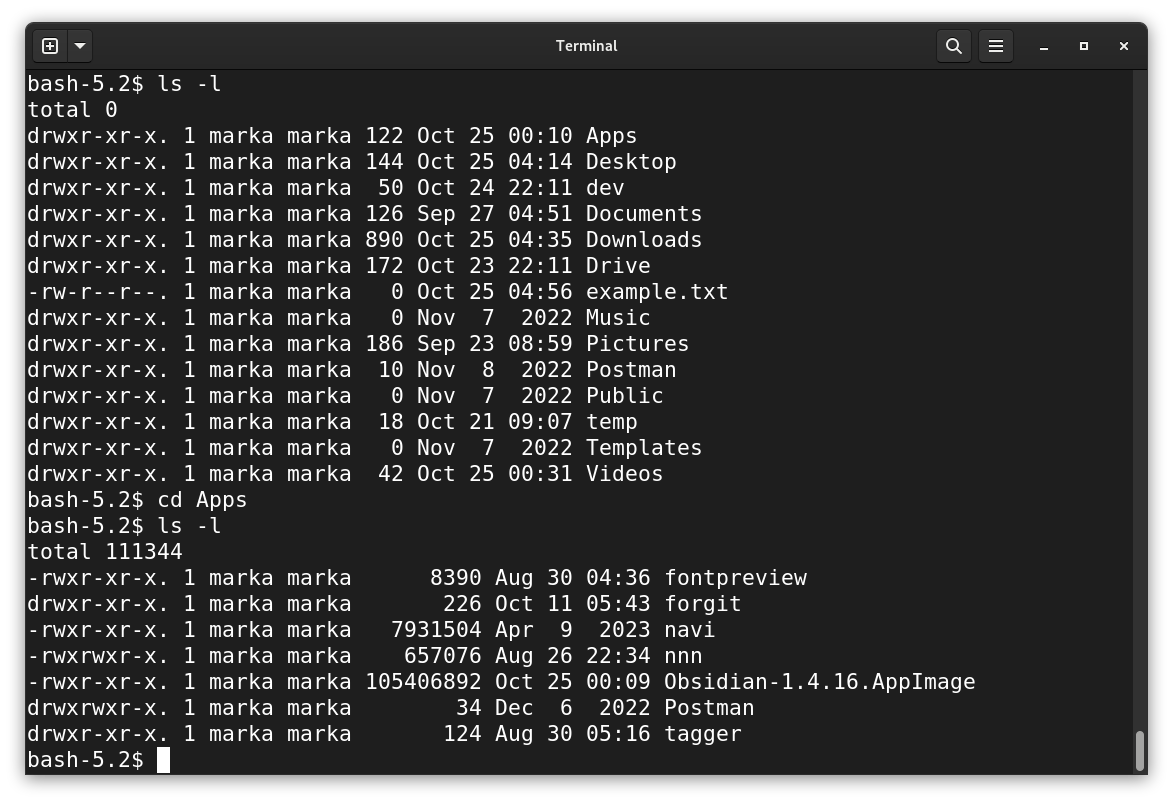 Terminal
bash-5.2$ ls -l
total 0
drwxr-xr-x. 1 marka marka 122 Oct 25 00:10 Apps
drwxr-xr-x. 1 marka marka 144 Oct 25 04:14 Desktop
drwxr-xr-x. 1 marka marka  50 Oct 24 22:11 dev
drwxr-xr-x. 1 marka marka 126 Sep 27 04:51 Documents
drwxr-xr-x. 1 marka marka 890 Oct 25 04:35 Downloads
drwxr-xr-x. 1 marka marka 172 Oct 23 22:11 Drive
-rw-r--r--. 1 marka marka   0 Oct 25 04:56 example.txt
drwxr-xr-x. 1 marka marka   0 Nov  7  2022 Music
drwxr-xr-x. 1 marka marka 186 Sep 23 08:59 Pictures
drwxr-xr-x. 1 marka marka  10 Nov  8  2022 Postman
drwxr-xr-x. 1 marka marka   0 Nov  7  2022 Public
drwxr-xr-x. 1 marka marka  18 Oct 21 09:07 temp
drwxr-xr-x. 1 marka marka   0 Nov  7  2022 Templates
drwxr-xr-x. 1 marka marka  42 Oct 25 00:31 Videos
bash-5.2$ cd Apps
bash-5.2$ ls -l
total 111344
-rwxr-xr-x. 1 marka marka      8390 Aug 30 04:36 fontpreview
drwxr-xr-x. 1 marka marka       226 Oct 11 05:43 forgit
-rwxr-xr-x. 1 marka marka   7931504 Apr  9  2023 navi
-rwxrwxr-x. 1 marka marka    657076 Aug 26 22:34 nnn
-rwxr-xr-x. 1 marka marka 105406892 Oct 25 00:09 Obsidian-1.4.16.AppImage
drwxrwxr-x. 1 marka marka        34 Dec  6  2022 Postman
drwxr-xr-x. 1 marka marka       124 Aug 30 05:16 tagger
bash-5.2$